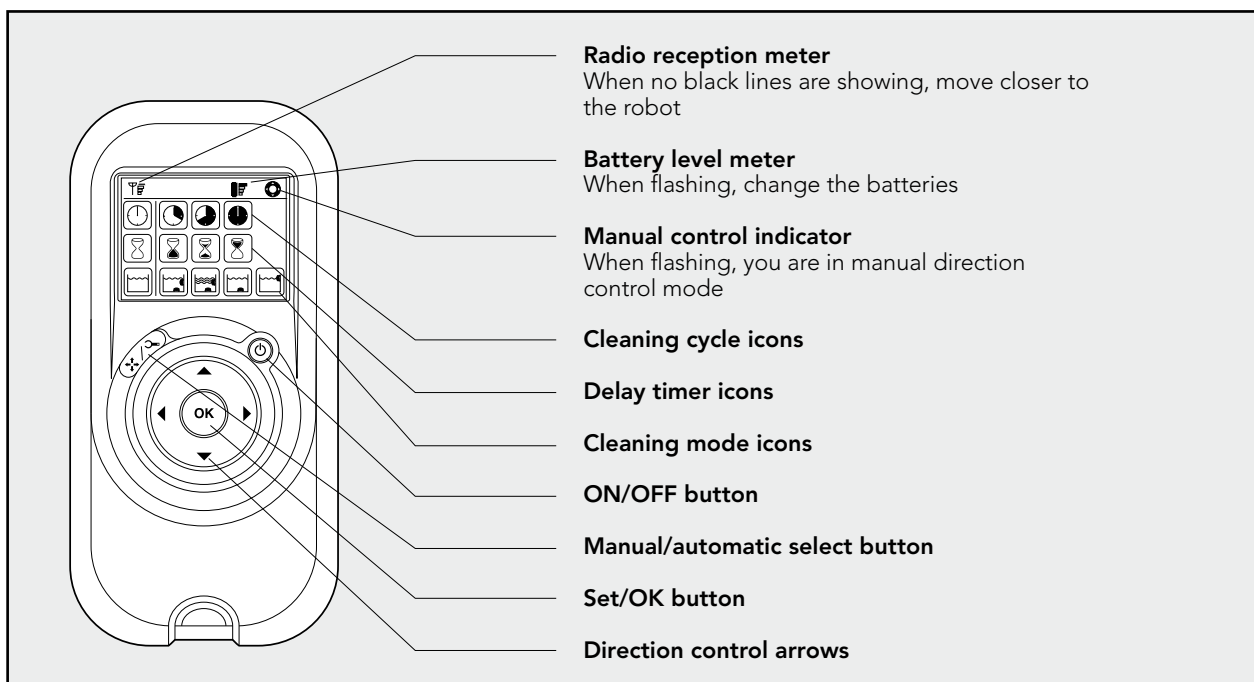 Radio reception meter
When no black lines are showing, move closer to
the robot
Battery level meter
When flashing, change the batteries
Manual control indicator
When flashing, you are in manual direction
control mode
Cleaning cycle icons
Delay timer icons
Cleaning mode icons
ON/OFF button
Manual/automatic select button
Set/OK button
Direction control arrows
OK